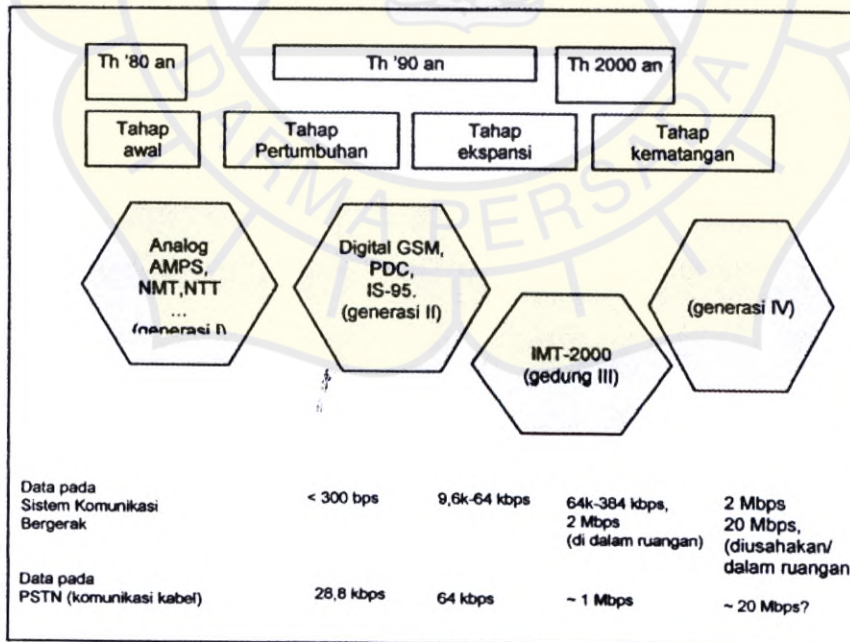 Th '80 an
Th '90 an
Th 2000 an
Tahap
awal
Tahap
Pertumbuhan
Tahap
ekspansi
Tahap
kematangan
Analog
AMPS,
NMT,NTT
...
(generasi I)
Digital GSM,
PDC,
IS-95.
(generasi II)
IMT-2000
(gedung III)
(generasi IV)
Data pada
Sistem Komunikasi
Bergerak
< 300 bps
9,6k-64 kbps
64k-384 kbps,
2 Mbps
(di dalam ruangan)
2 Mbps
20 Mbps,
(diusahakan/
dalam ruangan
Data pada
PSTN (komunikasi kabel)
28,8 kbps
64 kbps
~ 1 Mbps
~ 20 Mbps?
DARMA PERSADA